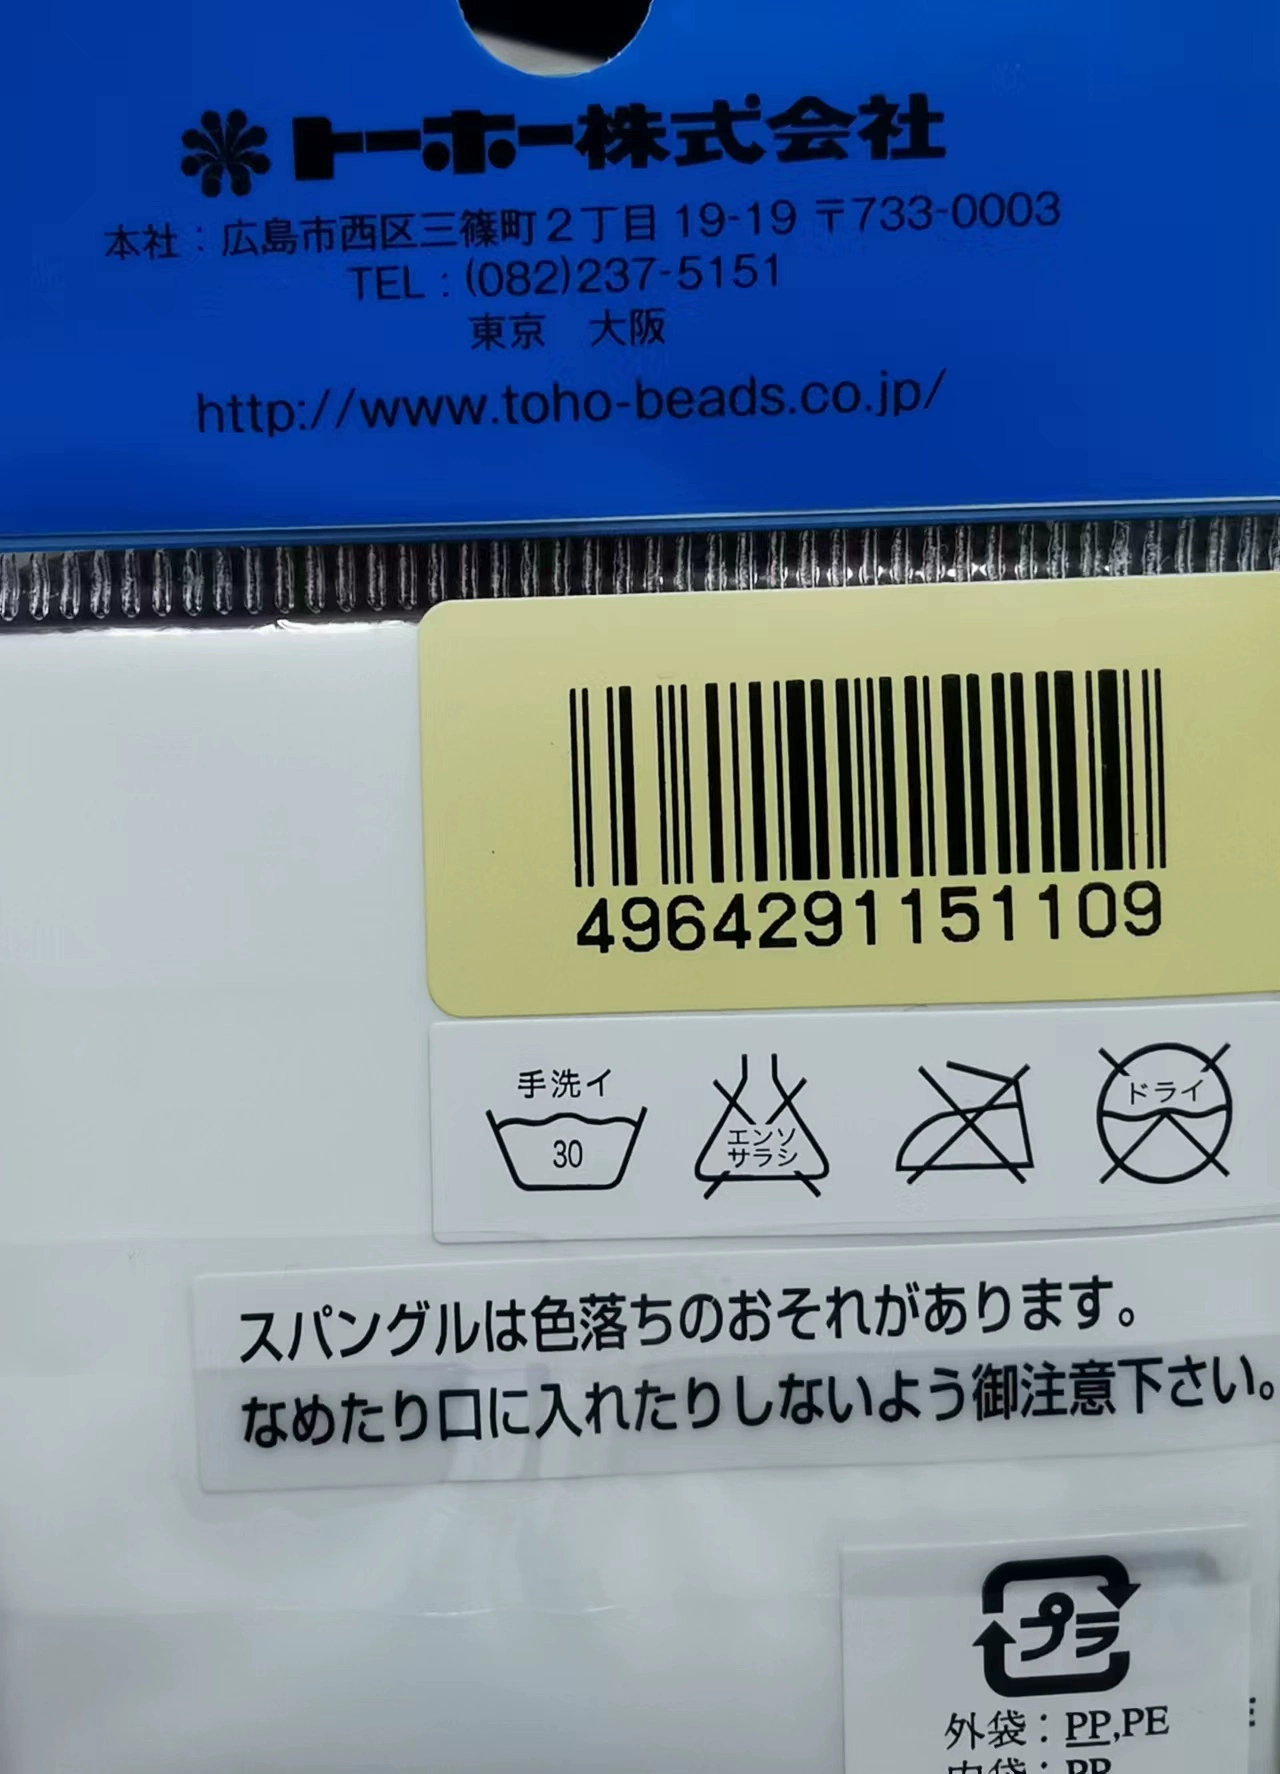 トーホー株式会社
本社：広島市西区三篠町2丁目 19-19 〒733-0003
TEL：(082)237-5151
東京　大阪
http://www.toho-beads.co.jp/
4964291151109
手洗イ
30
エンソ
サラシ
ドライ
スパングルは色落ちのおそれがあります。
なめたり口に入れたりしないよう御注意下さい。
プラ
外袋：PP,PE
内袋：PP